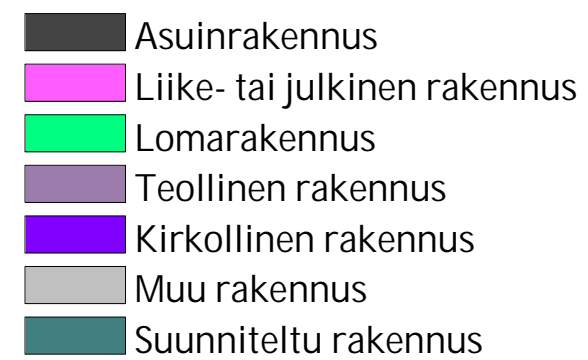 Asuinrakennus
Liike- tai julkinen rakennus
Lomarakennus
Teollinen rakennus
Kirkollinen rakennus
Muu rakennus
Suunniteltu rakennus